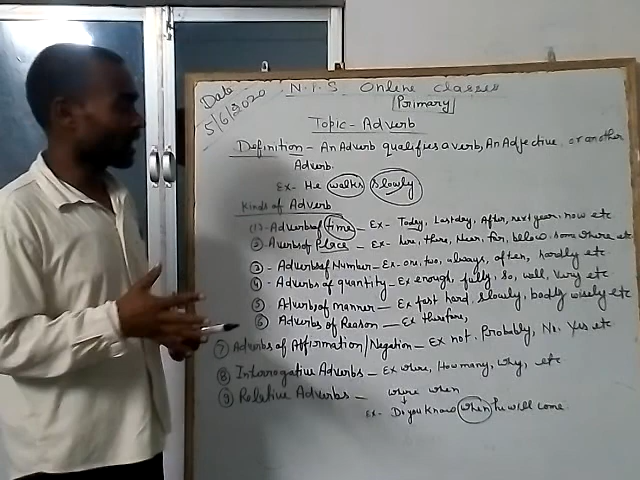 Date -
5/6/2020
N.I.S Online Classes
[Primary]
Topic - Adverb
Definition - An Adverb qualifies a verb, An Adjective, or another
Adverb.
Ex - He walks slowly
Kinds of Adverb
(1) - Adverbs of time - Ex - Today, Lastday, After, next year, now etc
(2) Averbs of Place - Ex - here, there, Near, far, below, some where, etc
(3) - Adverbs of Number - Ex - one, two, always, often, hardly etc
(4) Adverbs of quantity - Ex enough, fully, so, well, very etc
(5) Adverbs of manner - Ex fast hard, slowly, badly wisely etc
(6) Adverbs of Reason - Ex therefore,
(7) Adverbs of Affirmation/Negation - Ex not, Probably, No, Yes etc
(8) Interrogative Adverbs - Ex were, How many, why, etc.
(9) Relative Adverbs - were when
Ex - Do you know when he will come